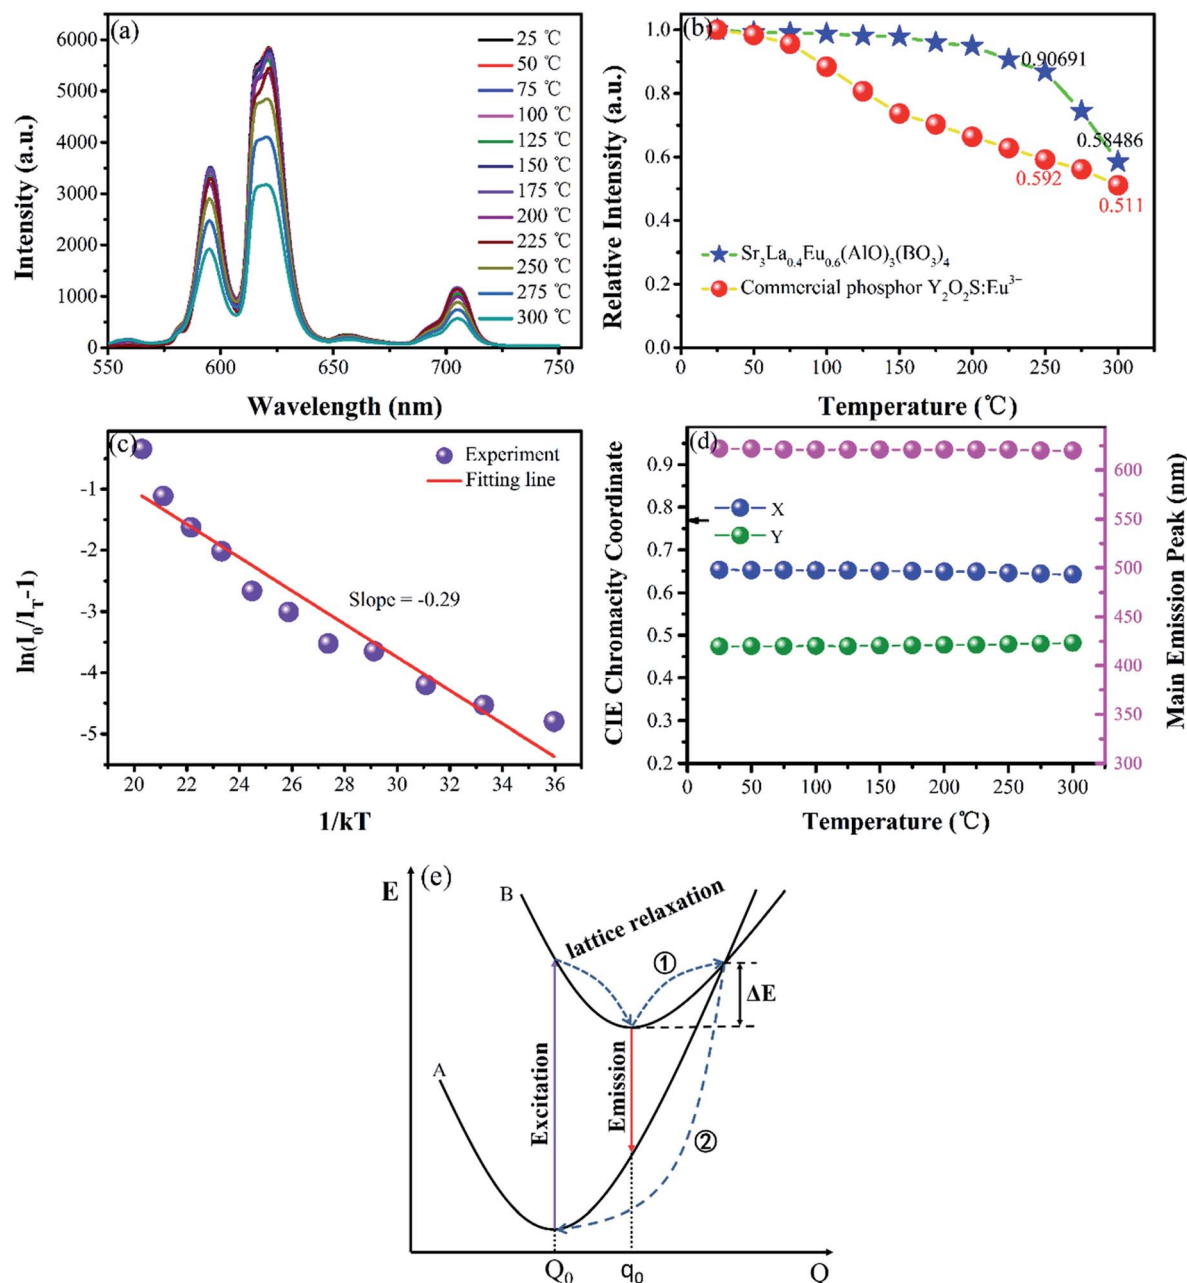 (a)
6000
5000
4000
3000
2000
1000
0
550
600
650
700
750
Intensity (a.u.)
Wavelength (nm)
25 ℃
50 ℃
75 ℃
100 ℃
125 ℃
150 ℃
175 ℃
200 ℃
225 ℃
250 ℃
275 ℃
300 ℃
(b)
1.0
0.8
0.6
0.4
0.2
0.0
0
50
100
150
200
250
300
Relative Intensity (a.u.)
Temperature (℃)
0.90691
0.58486
0.592
0.511
Sr₃La₀.₄Eu₀.₆(AlO)₃(BO₃)₄
Commercial phosphor Y₂O₂S:Eu³⁻
(c)
-1
-2
-3
-4
-5
20
22
24
26
28
30
32
34
36
ln(I₀/I_T-1)
1/kT
Experiment
Fitting line
Slope = -0.29
(d)
0.9
0.8
0.7
0.6
0.5
0.4
0.3
0.2
0
50
100
150
200
250
300
600
550
500
450
400
350
300
CIE Chromacity Coordinate
Temperature (℃)
Main Emission Peak (nm)
X
Y
(e)
E
B
A
lattice relaxation
①
②
ΔE
Excitation
Emission
Q₀
q₀
Q